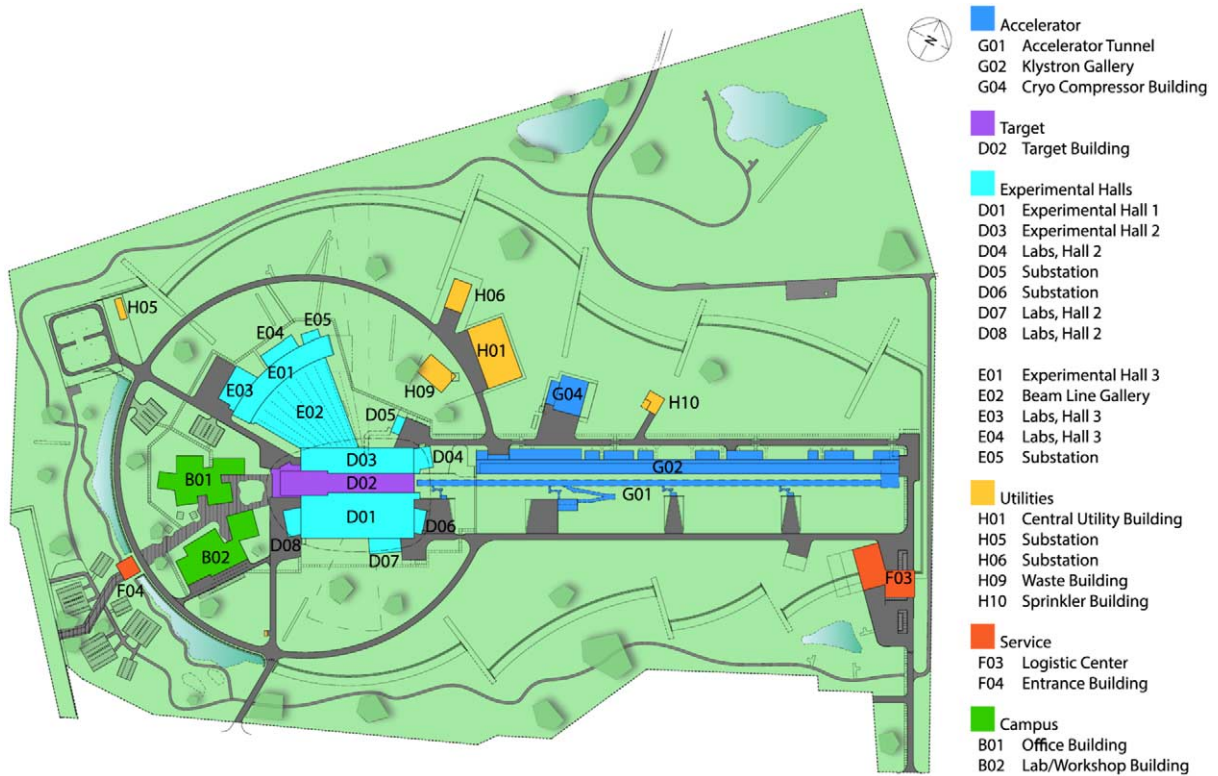 N
Accelerator
G01 Accelerator Tunnel
G02 Klystron Gallery
G04 Cryo Compressor Building
Target
D02 Target Building
Experimental Halls
D01 Experimental Hall 1
D03 Experimental Hall 2
D04 Labs, Hall 2
D05 Substation
D06 Substation
D07 Labs, Hall 2
D08 Labs, Hall 2
E01 Experimental Hall 3
E02 Beam Line Gallery
E03 Labs, Hall 3
E04 Labs, Hall 3
E05 Substation
Utilities
H01 Central Utility Building
H05 Substation
H06 Substation
H09 Waste Building
H10 Sprinkler Building
Service
F03 Logistic Center
F04 Entrance Building
Campus
B01 Office Building
B02 Lab/Workshop Building
H05
H06
E05
E04
H01
E01
H09
E03
G04
H10
E02
D05
D03
D04
G02
B01
D02
G01
D01
D06
D08
B02
D07
F04
F03